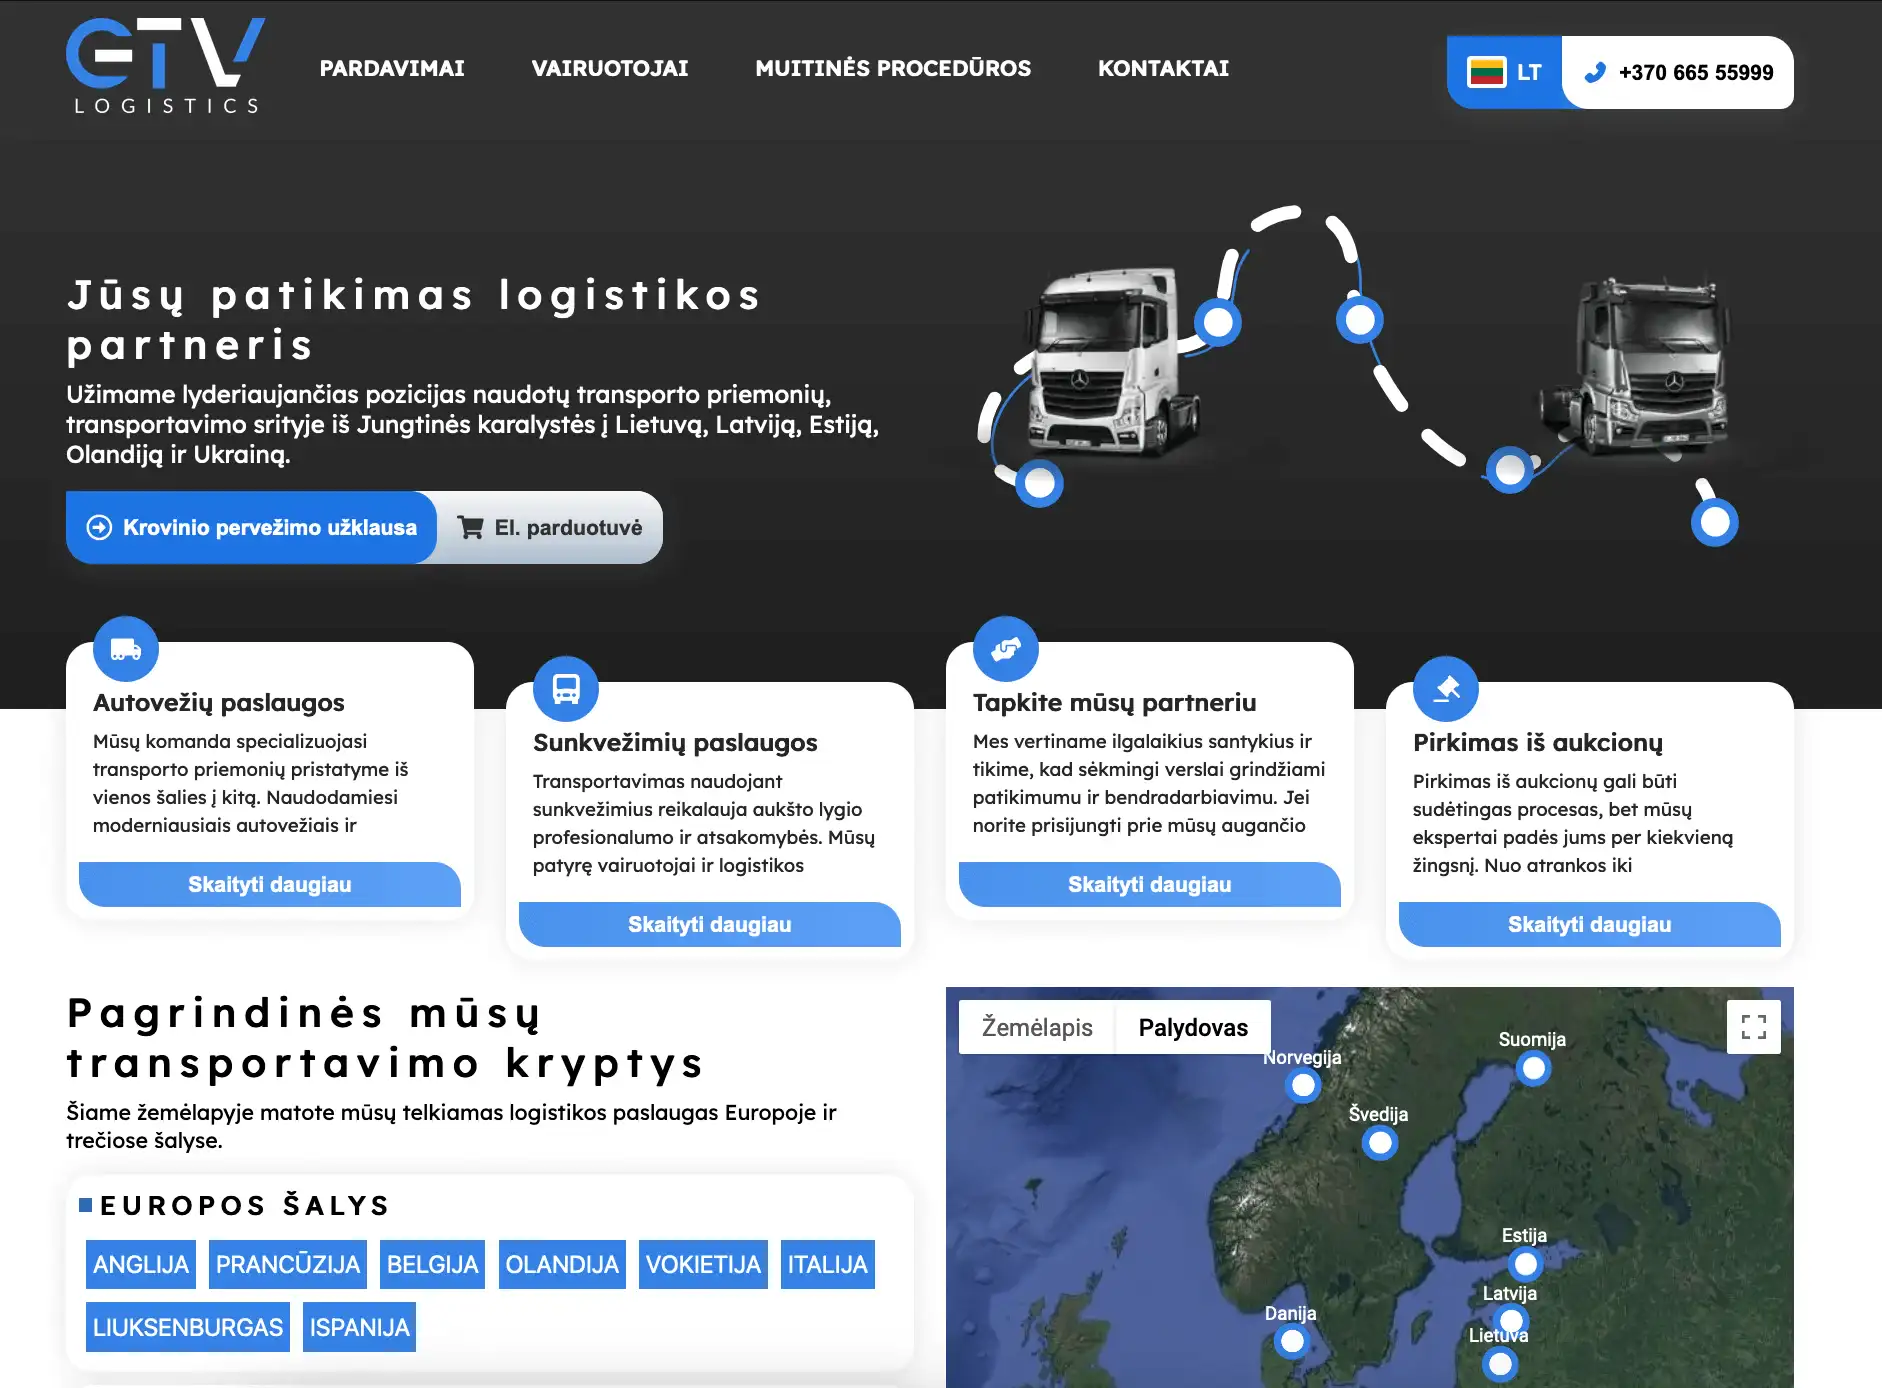 GTV
LOGISTICS
PARDAVIMAI
VAIRUOTOJAI
MUITINĖS PROCEDŪROS
KONTAKTAI
LT
+370 665 55999
Jūsų patikimas logistikos
partneris
Užimame lyderiaujančias pozicijas naudotų transporto priemonių,
transportavimo srityje iš Jungtinės karalystės į Lietuvą, Latviją, Estiją,
Olandiją ir Ukrainą.
Krovinio pervežimo užklausa
El. parduotuvė
Autovežių paslaugos
Mūsų komanda specializuojasi
transporto priemonių pristatyme iš
vienos šalies į kitą. Naudodamiesi
moderniausiais autovežiais ir
Skaityti daugiau
Sunkvežimių paslaugos
Transportavimas naudojant
sunkvežimius reikalauja aukšto lygio
profesionalumo ir atsakomybės. Mūsų
patyrę vairuotojai ir logistikos
Skaityti daugiau
Tapkite mūsų partneriu
Mes vertiname ilgalaikius santykius ir
tikime, kad sėkmingi verslai grindžiami
patikimumu ir bendradarbiavimu. Jei
norite prisijungti prie mūsų augančio
Skaityti daugiau
Pirkimas iš aukcionų
Pirkimas iš aukcionų gali būti
sudėtingas procesas, bet mūsų
ekspertai padės jums per kiekvieną
žingsnį. Nuo atrankos iki
Skaityti daugiau
Pagrindinės mūsų
transportavimo kryptys
Šiame žemėlapyje matote mūsų telkiamas logistikos paslaugas Europoje ir
trečiose šalyse.
EUROPOS ŠALYS
ANGLIJA PRANCŪZIJA BELGIJA OLANDIJA VOKIETIJA ITALIJA
LIUKSENBURGAS ISPANIJA
Žemėlapis
Palydovas
Suomija
Norvegija
Švedija
Estija
Latvija
Danija
Lietuva